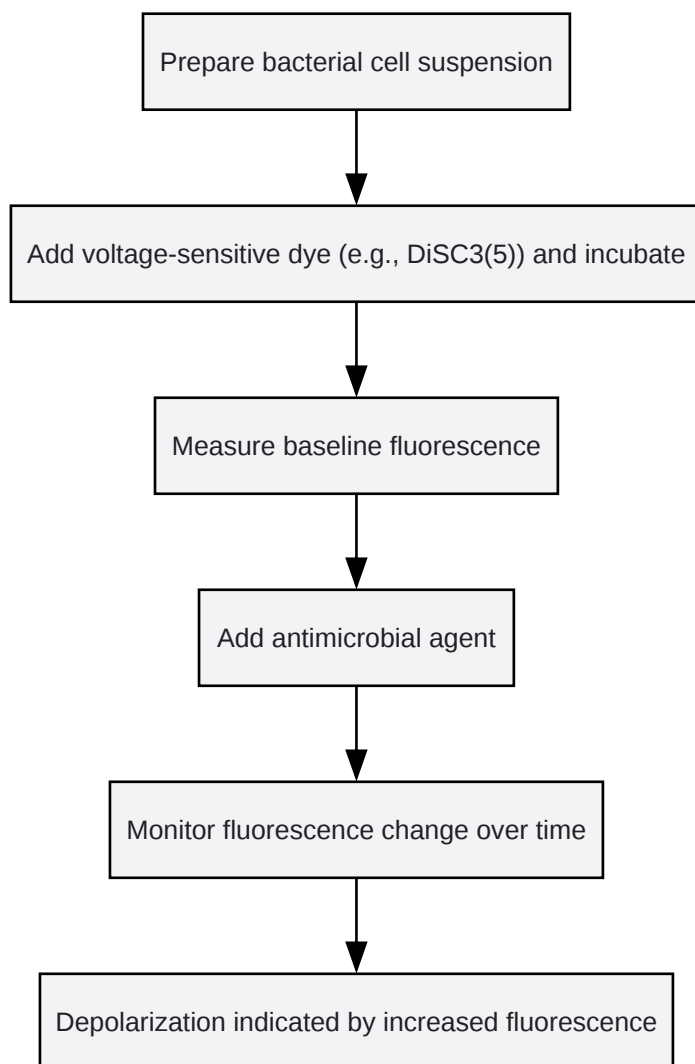 Prepare bacterial cell suspension
Add voltage-sensitive dye (e.g., DiSC3(5)) and incubate
Measure baseline fluorescence
Add antimicrobial agent
Monitor fluorescence change over time
Depolarization indicated by increased fluorescence